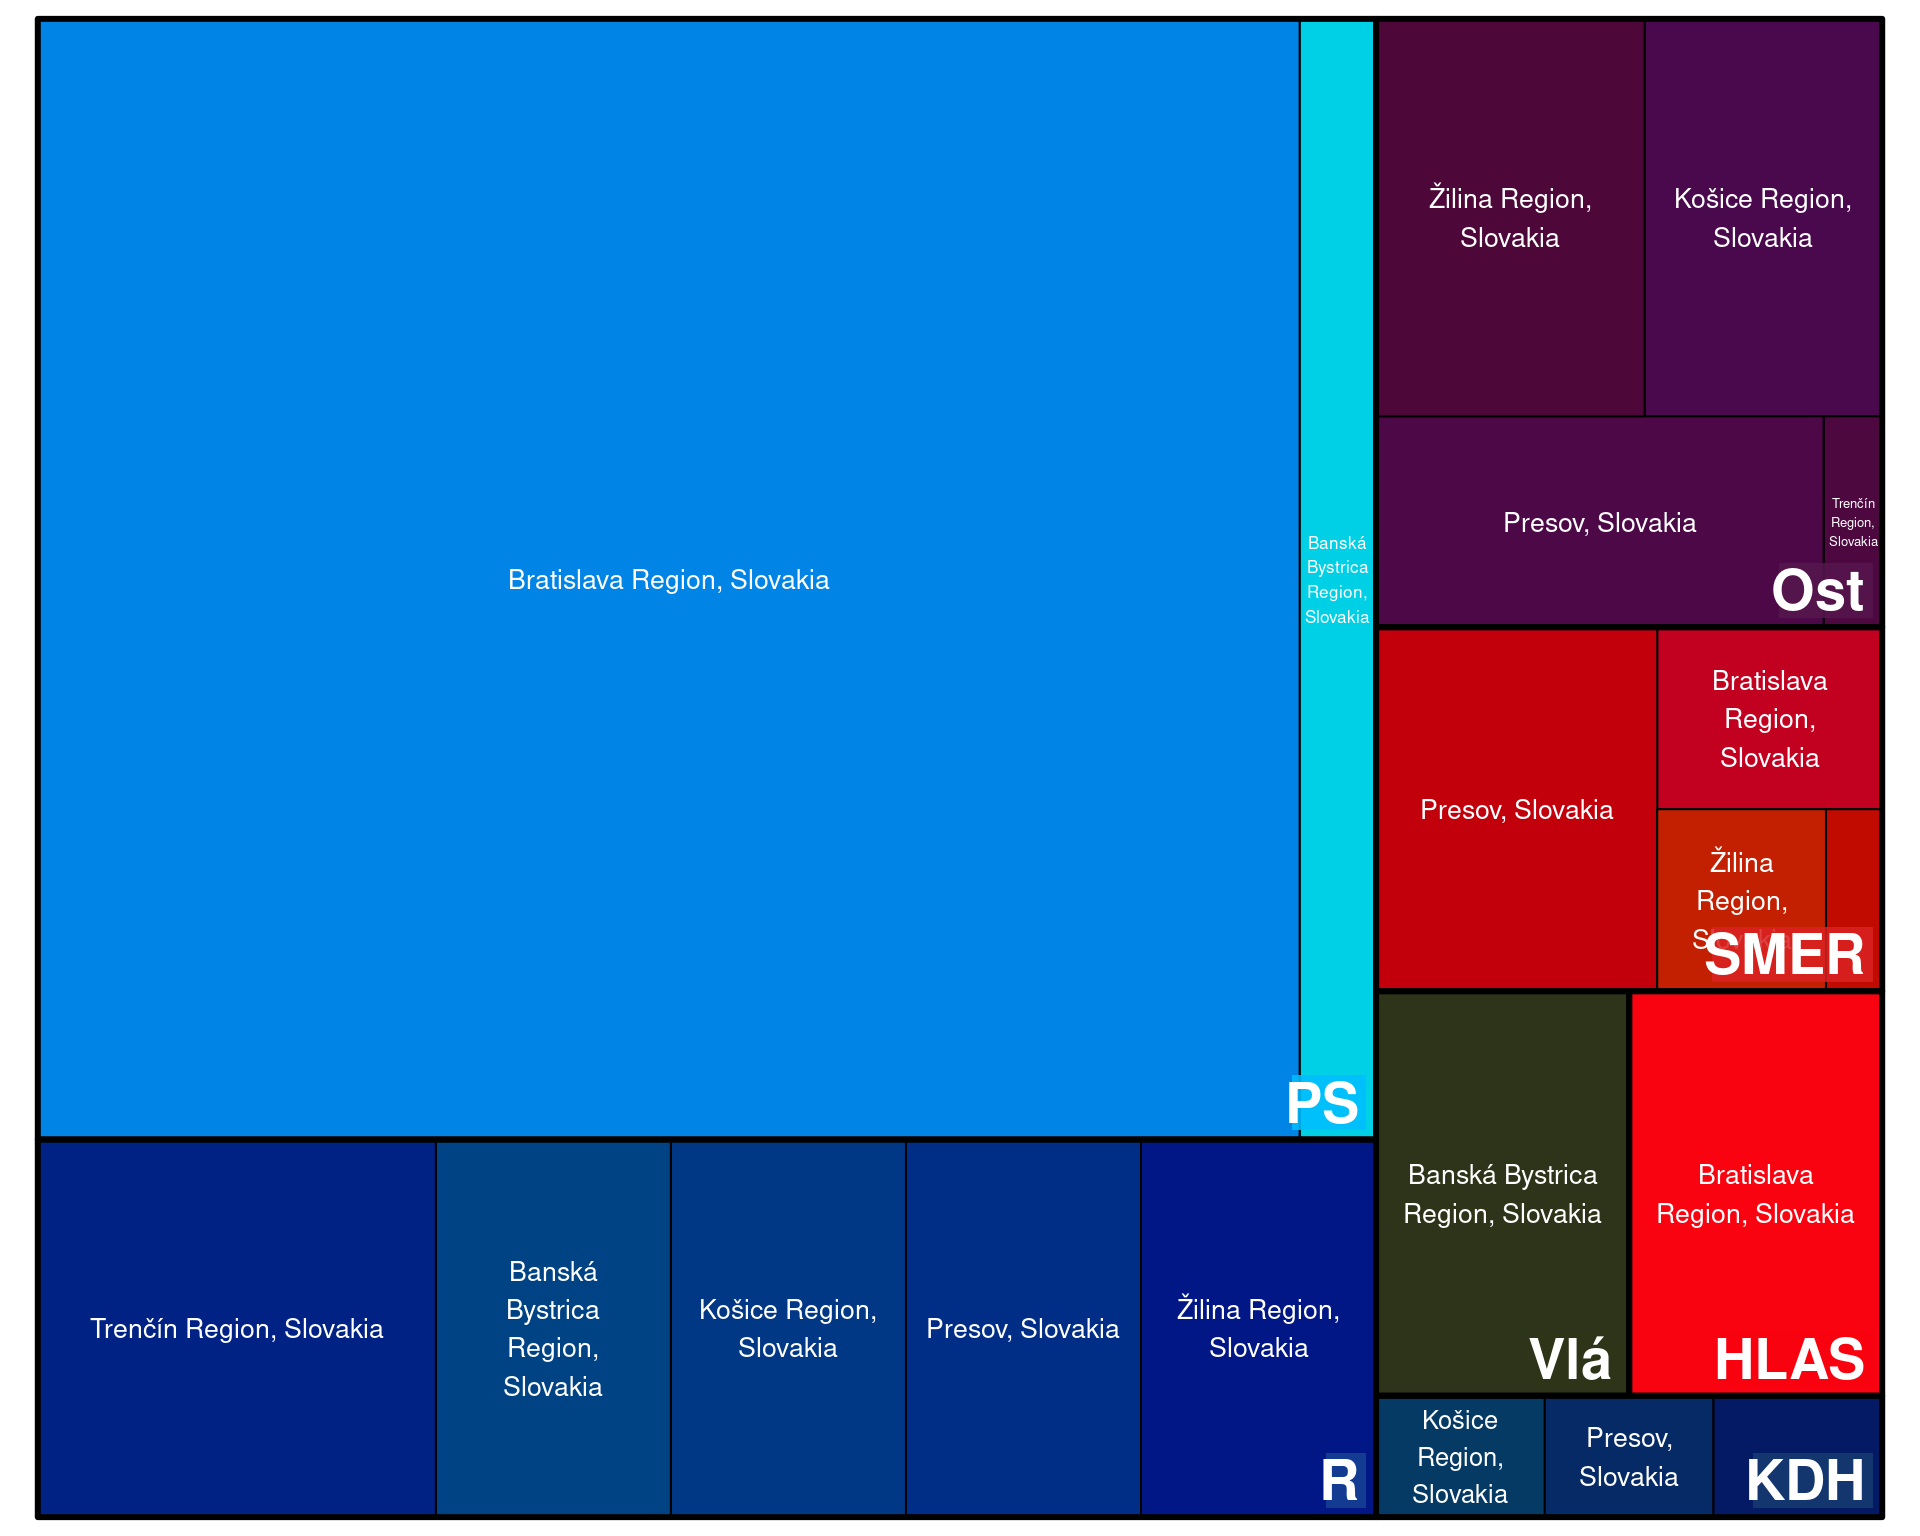 Bratislava Region, Slovakia
Banská
Bystrica
Region,
Slovakia
PS
Žilina Region,
Slovakia
Košice Region,
Slovakia
Presov, Slovakia
Trenčín
Region,
Slovakia
Ost
Presov, Slovakia
Bratislava
Region,
Slovakia
Žilina
Region,
SMER
Banská Bystrica
Region, Slovakia
Vlá
Bratislava
Region, Slovakia
HLAS
Trenčín Region, Slovakia
Banská
Bystrica
Region,
Slovakia
Košice Region,
Slovakia
Presov, Slovakia
Žilina Region,
Slovakia
R
Košice
Region,
Slovakia
Presov,
Slovakia
KDH